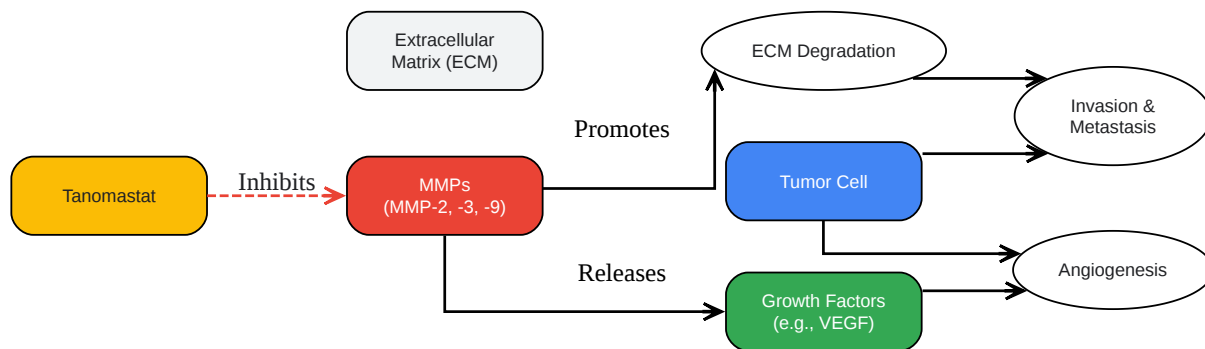 Extracellular
Matrix (ECM)
ECM Degradation
Invasion &
Metastasis
Promotes
Tanomastat
Inhibits
MMPs
(MMP-2, -3, -9)
Tumor Cell
Releases
Growth Factors
(e.g., VEGF)
Angiogenesis